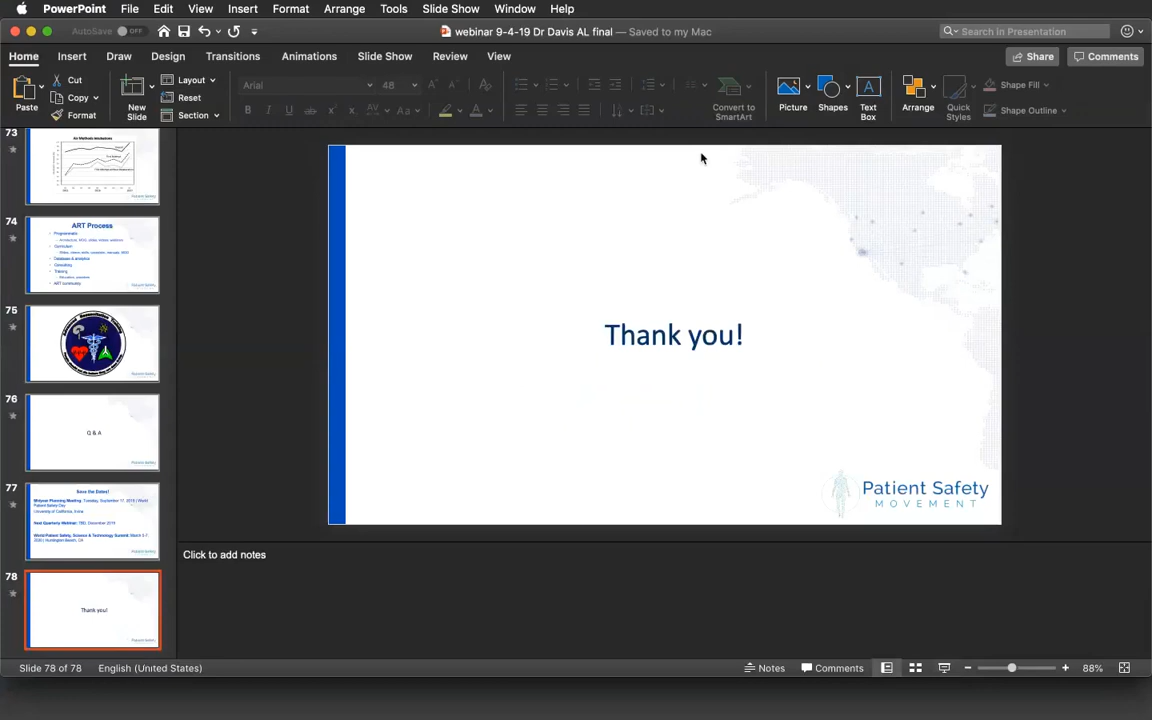 PowerPoint File Edit View Insert Format Arrange Tools Slide Show Window Help
AutoSave OFF webinar 9-4-19 Dr Davis AL final — Saved to my Mac Search in Presentation
Home Insert Draw Design Transitions Animations Slide Show Review View Share Comments
Paste Cut Copy Format
New Slide Layout Reset Section
Arial 48
Convert to SmartArt
Picture Shapes Text Box
Arrange Quick Styles Shape Fill Shape Outline
73
74
ART Process
75
76
Q & A
77
Save the Dates!
78
Thank you!
Thank you!
Patient Safety
MOVEMENT
Click to add notes
Slide 78 of 78 English (United States) Notes Comments 88%